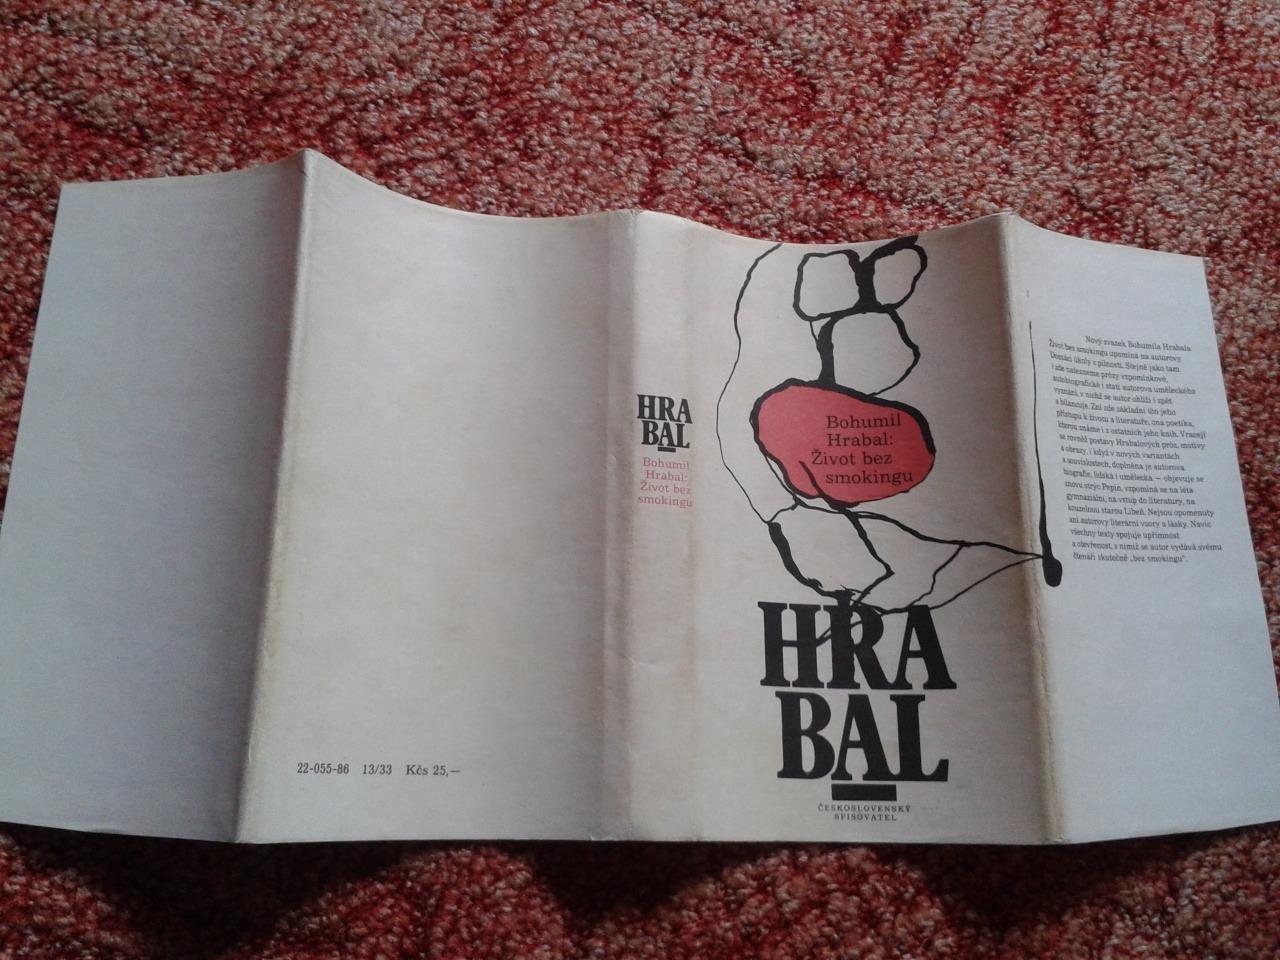 22-055-86 13/33 Kčs 25,—
HRA
BAL
Bohumil
Hrabal:
Život bez
smokingu
Bohumil
Hrabal:
Život bez
smokingu
HRA
BAL
ČESKOSLOVENSKÝ
SPISOVATEL
Nový svazek Bohumila Hrabala
Život bez smokingu upomíná na autorovy
Domácí úkoly z pilnosti. Stejně jako tam
i zde nalezneme prózy vzpomínkové,
autobiografické i stati autorova uměleckého
vyznání, v nichž se autor ohlíží i zpět
a bilancuje. Zní zde základní tón jeho
přístupu k životu a literatuře, ona poetika,
kterou známe i z ostatních jeho knih. Vracejí
se rovněž postavy Hrabalových próz, motivy
a obrazy, i když v nových variantách
a souvislostech, doplněna je autorova
biografie, lidská i umělecká — objevuje se
znovu strýc Pepin, vzpomíná se na léta
gymnaziální, na vstup do literatury, na
kouzelnou starou Libeň. Nejsou opomenuty
ani autorovy literární vzory a lásky. Navíc
všechny texty spojuje upřímnost
a otevřenost, s nimiž se autor vydává svému
čtenáři skutečně „bez smokingu".